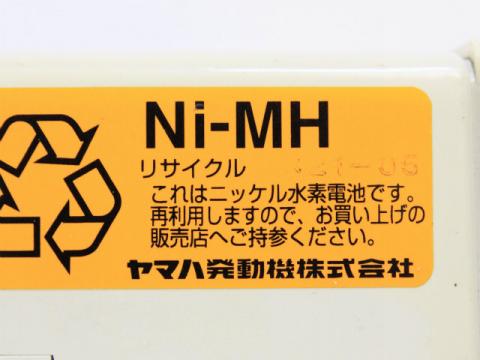 Ni-MH
リサイクル
これはニッケル水素電池です。
再利用しますので、お買い上げの
販売店へご持参ください。
ヤマハ発動機株式会社